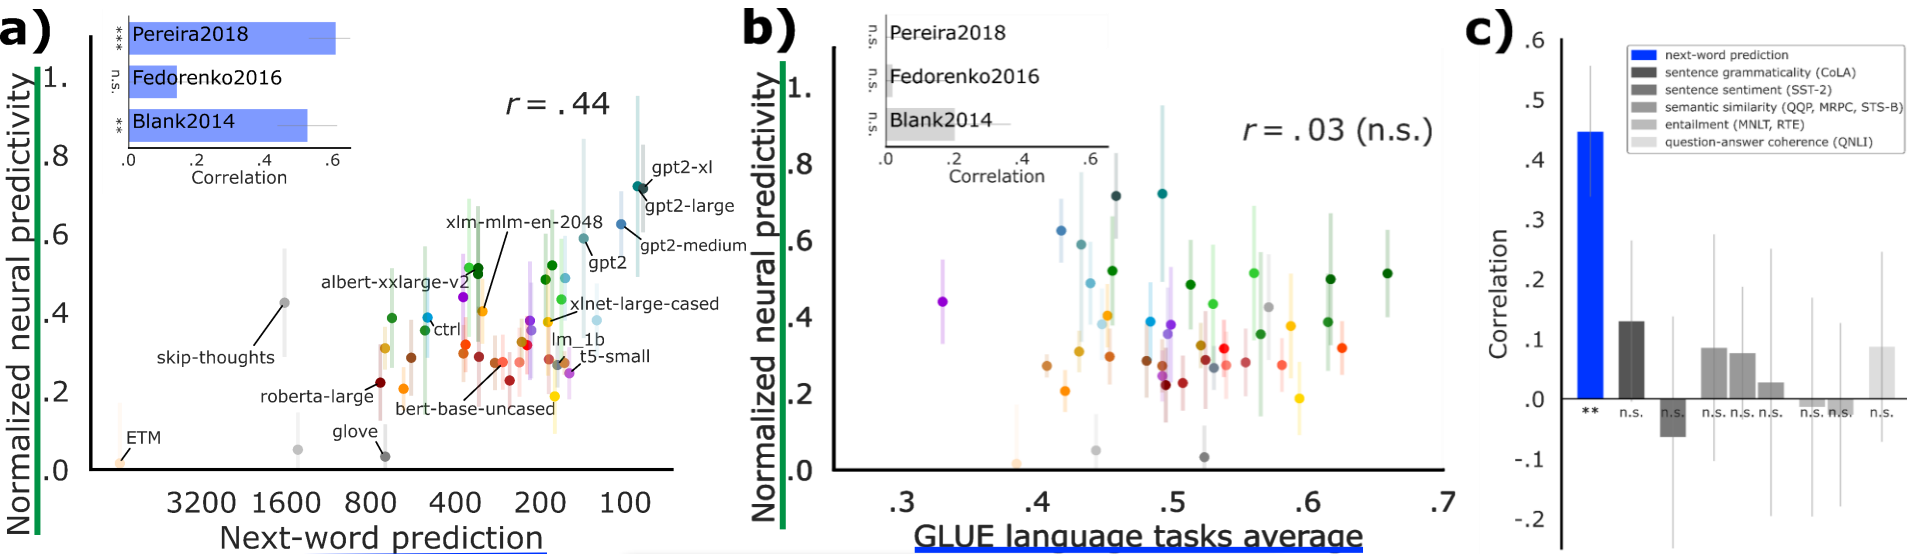 a)
Normalized neural predictivity
1.
.8
.6
.4
.2
.0
***
Pereira2018
n.s.
Fedorenko2016
**
Blank2014
.0 .2 .4 .6
Correlation
r = .44
gpt2-xl
gpt2-large
xlm-mlm-en-2048
gpt2-medium
gpt2
albert-xxlarge-v2
xlnet-large-cased
ctrl
lm_1b
skip-thoughts
t5-small
roberta-large
bert-base-uncased
glove
ETM
3200 1600 800 400 200 100
Next-word prediction
b)
Normalized neural predictivity
1.
.8
.6
.4
.2
.0
n.s.
Pereira2018
n.s.
Fedorenko2016
n.s.
Blank2014
.0 .2 .4 .6
Correlation
r = .03 (n.s.)
.3 .4 .5 .6 .7
GLUE language tasks average
c)
Correlation
.6
.5
.4
.3
.2
.1
.0
-.1
-.2
next-word prediction
sentence grammaticality (CoLA)
sentence sentiment (SST-2)
semantic similarity (QQP, MRPC, STS-B)
entailment (MNLT, RTE)
question-answer coherence (QNLI)
** n.s. n.s. n.s. n.s. n.s. n.s. n.s. n.s.